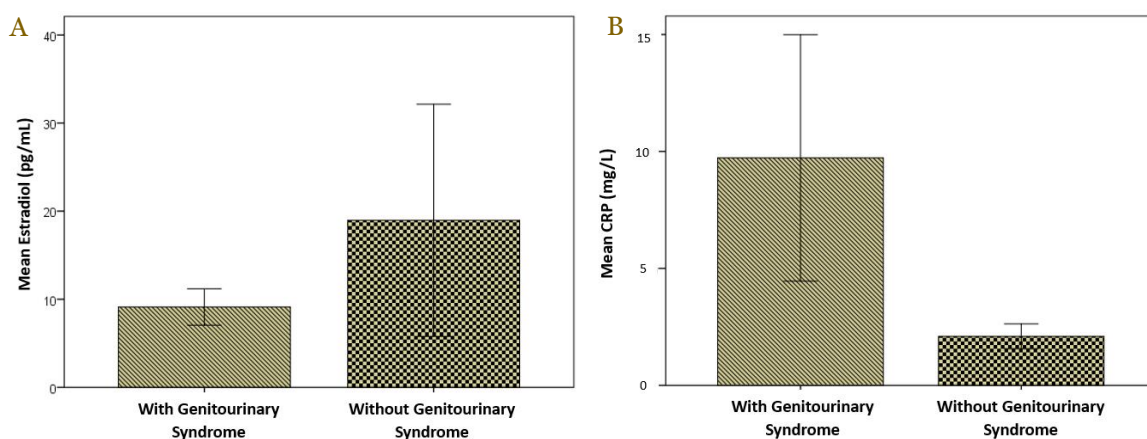 A
Mean Estradiol (pg/mL)
40
30
20
10
0
With Genitourinary
Syndrome
Without Genitourinary
Syndrome
B
Mean CRP (mg/L)
15
10
5
0
With Genitourinary
Syndrome
Without Genitourinary
Syndrome